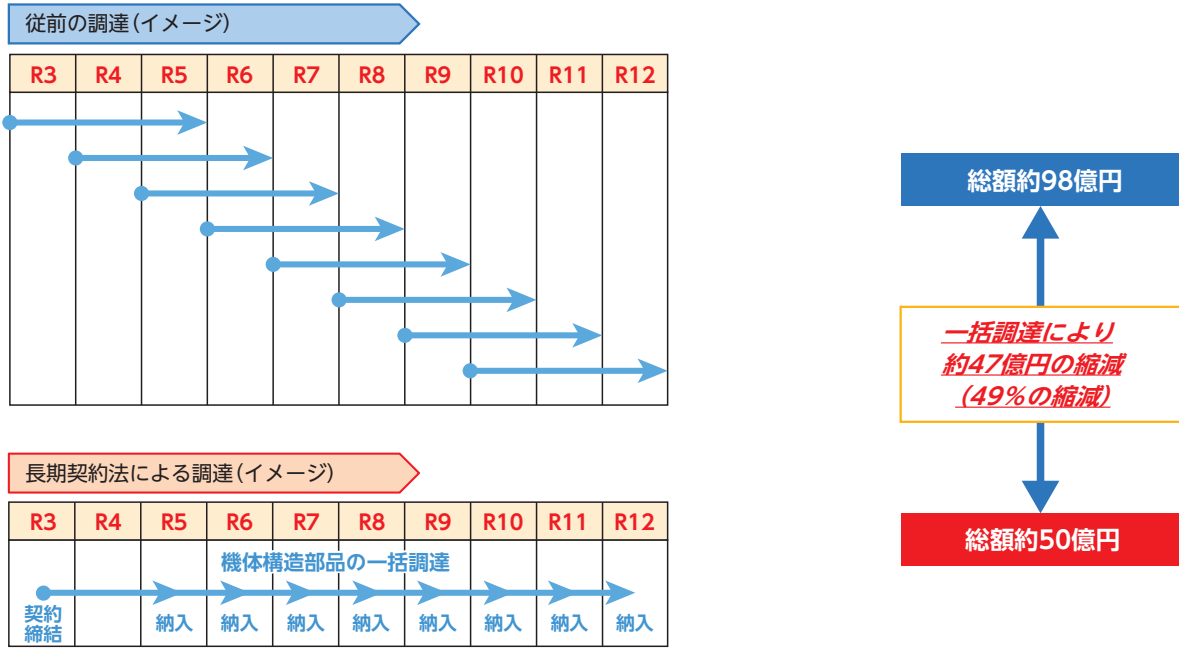 従前の調達(イメージ)
R3 R4 R5 R6 R7 R8 R9 R10 R11 R12
総額約98億円
一括調達により
約47億円の縮減
(49%の縮減)
総額約50億円
長期契約法による調達(イメージ)
R3 R4 R5 R6 R7 R8 R9 R10 R11 R12
機体構造部品の一括調達
契約
締結
納入 納入 納入 納入 納入 納入 納入 納入